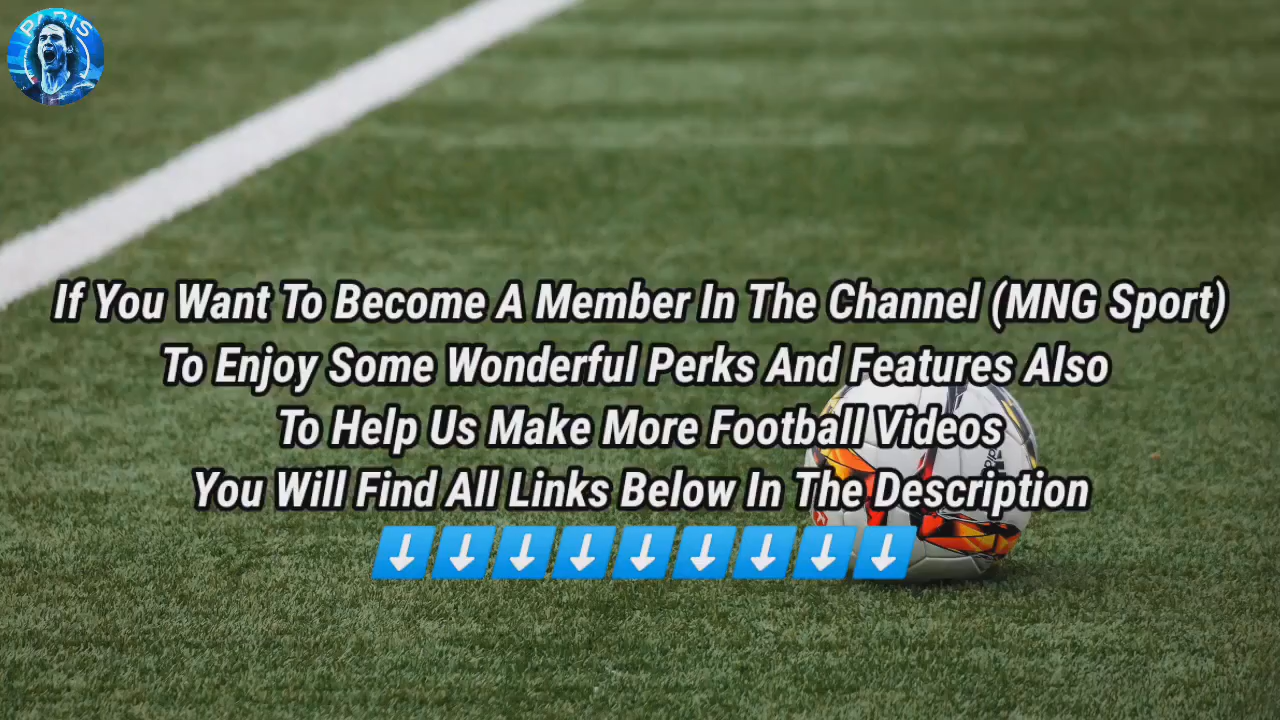 PARIS
If You Want To Become A Member In The Channel (MNG Sport)
To Enjoy Some Wonderful Perks And Features Also
To Help Us Make More Football Videos
You Will Find All Links Below In The Description
⬇⬇⬇⬇⬇⬇⬇⬇⬇